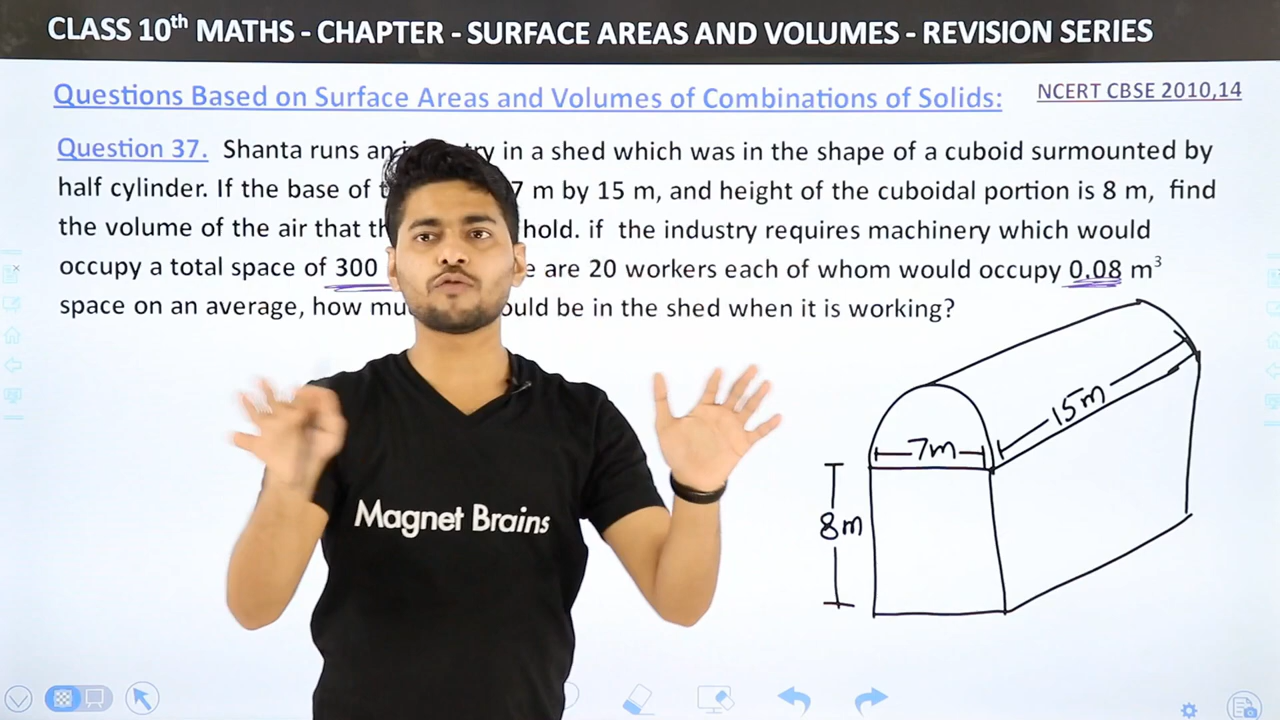 CLASS 10th MATHS - CHAPTER - SURFACE AREAS AND VOLUMES - REVISION SERIES
Questions Based on Surface Areas and Volumes of Combinations of Solids:
NCERT CBSE 2010,14
Question 37. Shanta runs an in in a shed which was in the shape of a cuboid surmounted by
half cylinder. If the base of 7 m by 15 m, and height of the cuboidal portion is 8 m, find
the volume of the air that hold. if the industry requires machinery which would
occupy a total space of 300 are 20 workers each of whom would occupy 0.08 m³
space on an average, how in the shed when it is working?
15m
7m
8m
Magnet Brains